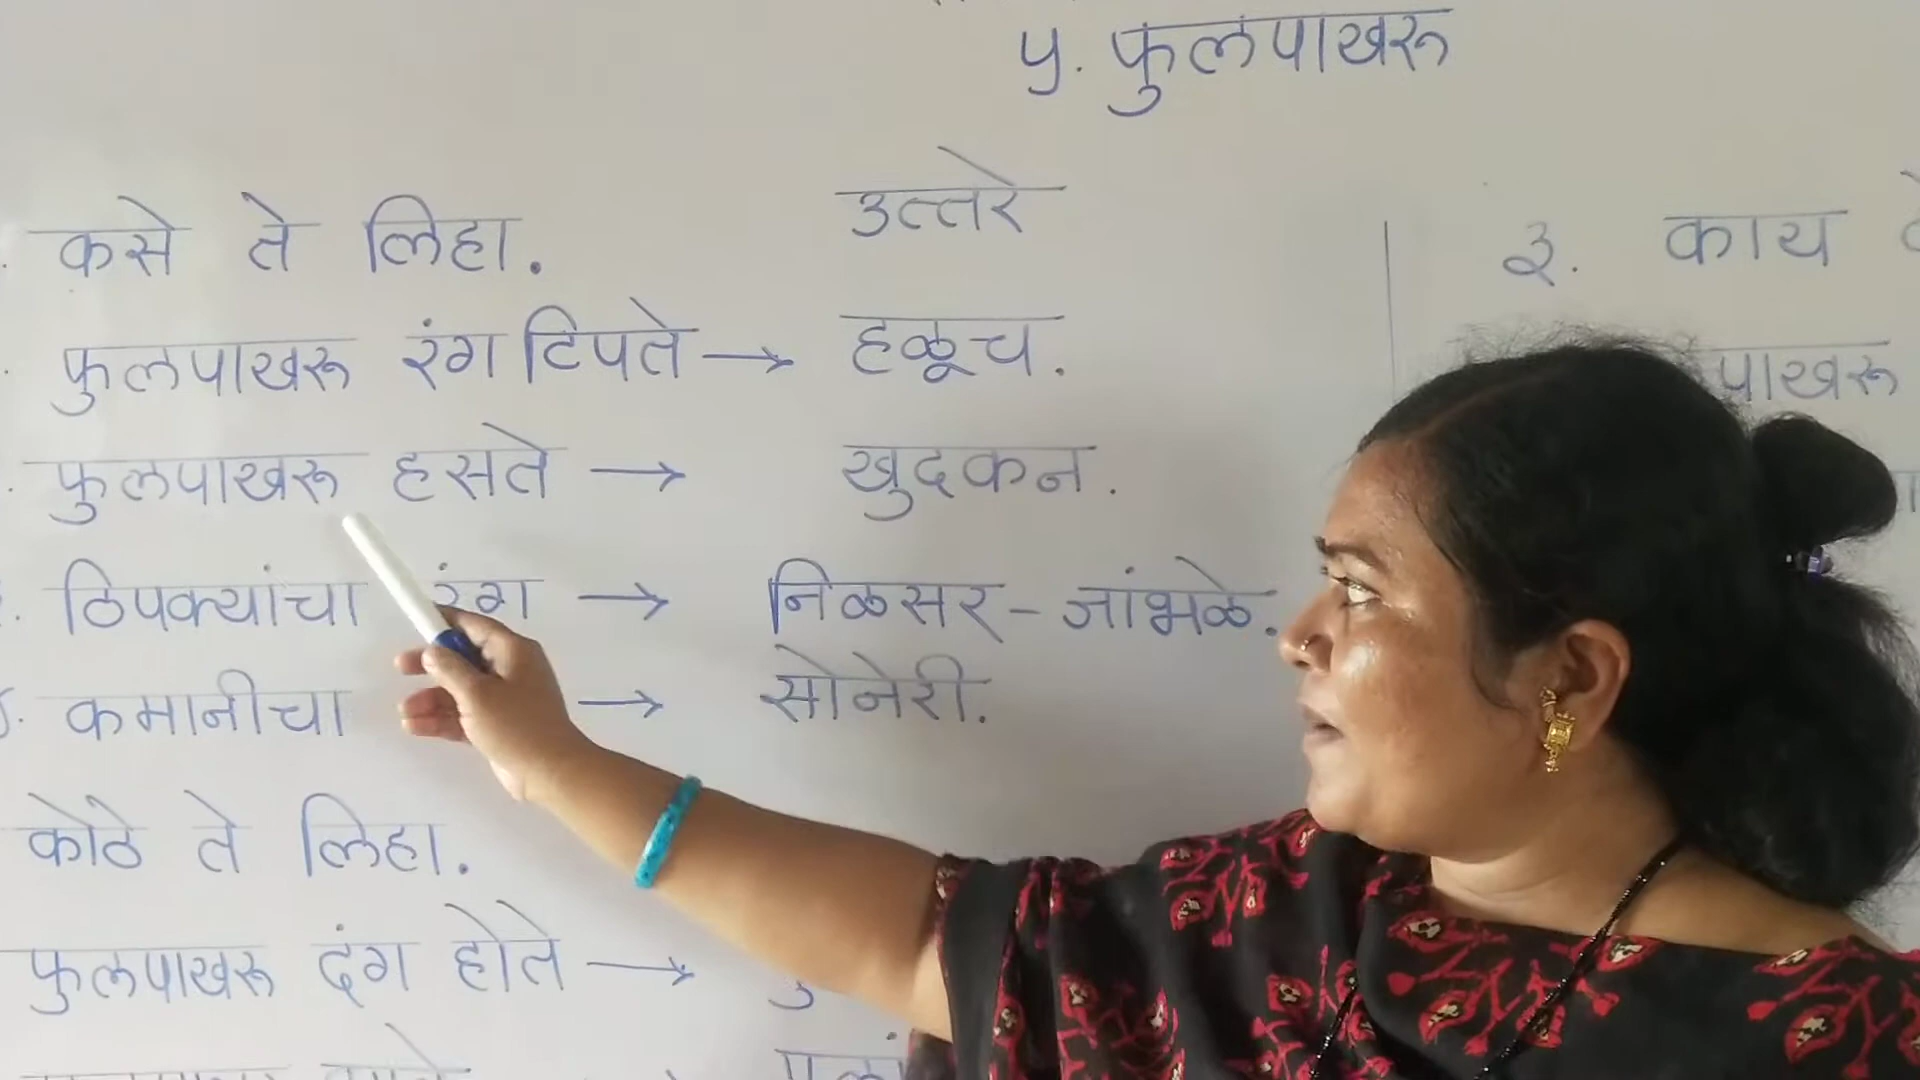 ५. फुलपाखरू
उत्तरे
कसे ते लिहा.
फुलपाखरू रंग टिपते → हळूच.
फुलपाखरू हसते → खुदकन.
ठिपक्यांचा रंग → निळसर - जांभळे.
कमानीचा → सोनेरी.
कोठे ते लिहा.
फुलपाखरू दंग होते →
३. काय
पाखरू